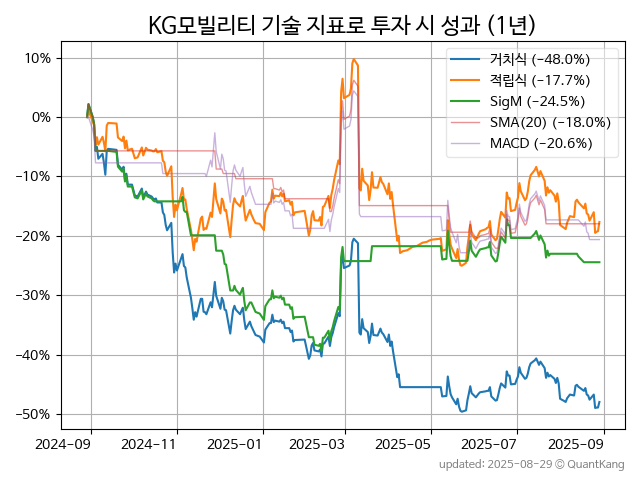 KG모빌리티 기술 지표로 투자 시 성과 (1년)
10%
0%
−10%
−20%
−30%
−40%
−50%
거치식 (−48.0%)
적립식 (−17.7%)
SigM (−24.5%)
SMA(20) (−18.0%)
MACD (−20.6%)
2024-09
2024-11
2025-01
2025-03
2025-05
2025-07
2025-09
updated: 2025-08-29 © QuantKang